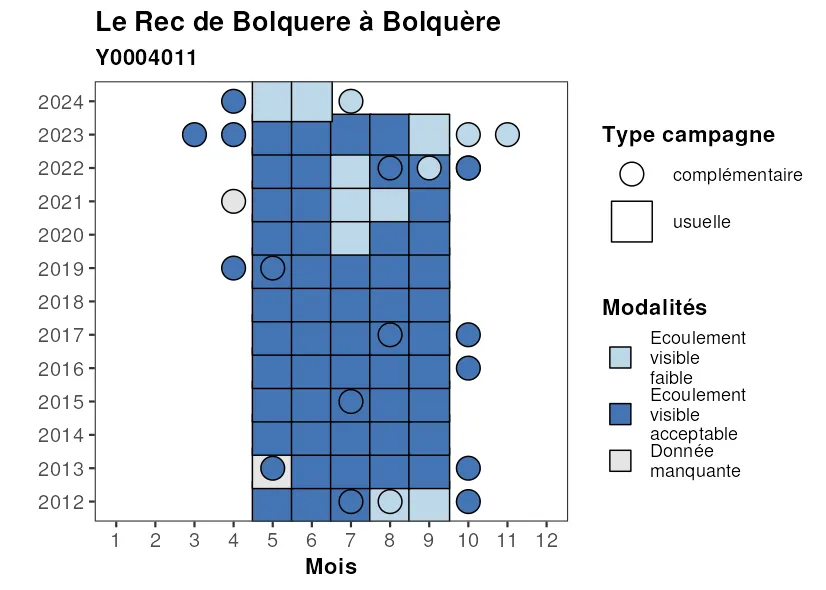 Le Rec de Bolquere à Bolquère
Y0004011
2024
2023
2022
2021
2020
2019
2018
2017
2016
2015
2014
2013
2012
1 2 3 4 5 6 7 8 9 10 11 12
Mois
Type campagne
complémentaire
usuelle
Modalités
Ecoulement
visible
faible
Ecoulement
visible
acceptable
Donnée
manquante